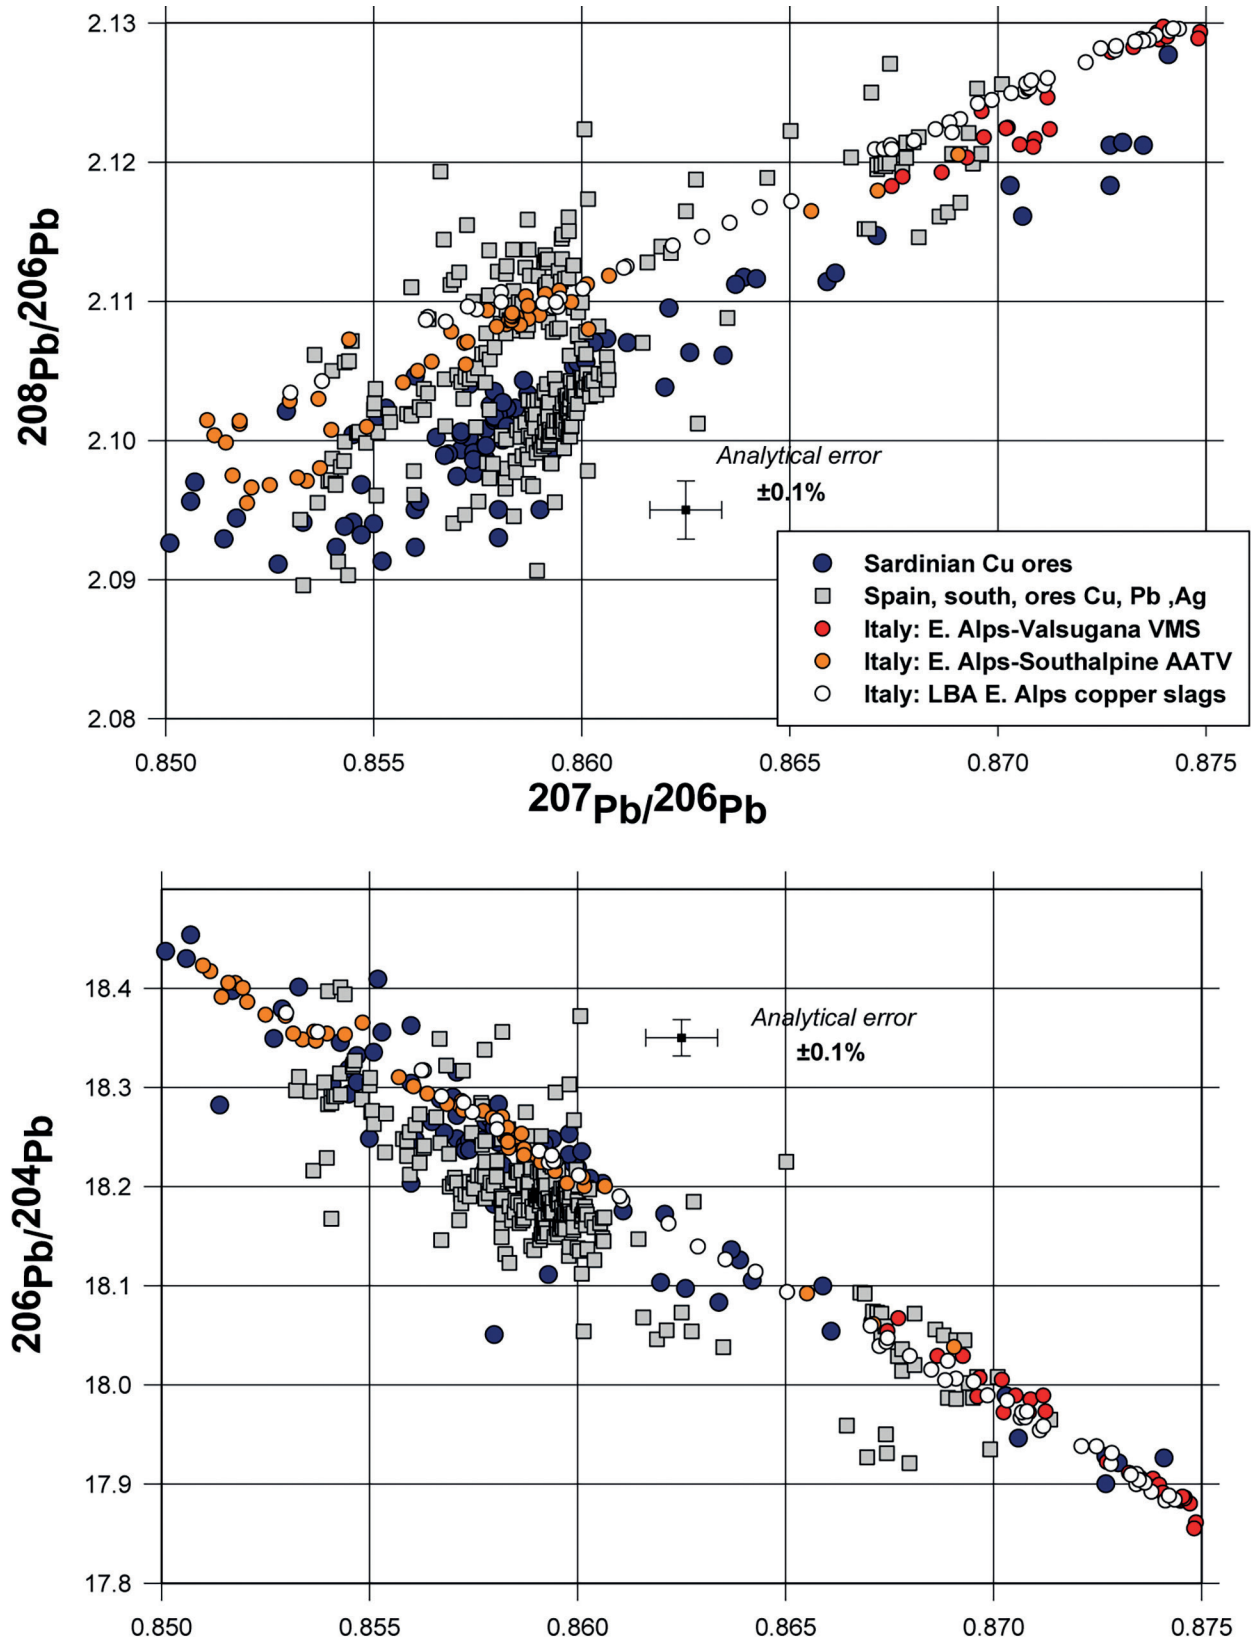 2.13
2.12
2.11
2.10
2.09
2.08
208Pb/206Pb
Analytical error
±0.1%
Sardinian Cu ores
Spain, south, ores Cu, Pb ,Ag
Italy: E. Alps-Valsugana VMS
Italy: E. Alps-Southalpine AATV
Italy: LBA E. Alps copper slags
0.850 0.855 0.860 0.865 0.870 0.875
207Pb/206Pb
18.4
18.3
18.2
18.1
18.0
17.9
17.8
206Pb/204Pb
Analytical error
±0.1%
0.850 0.855 0.860 0.865 0.870 0.875